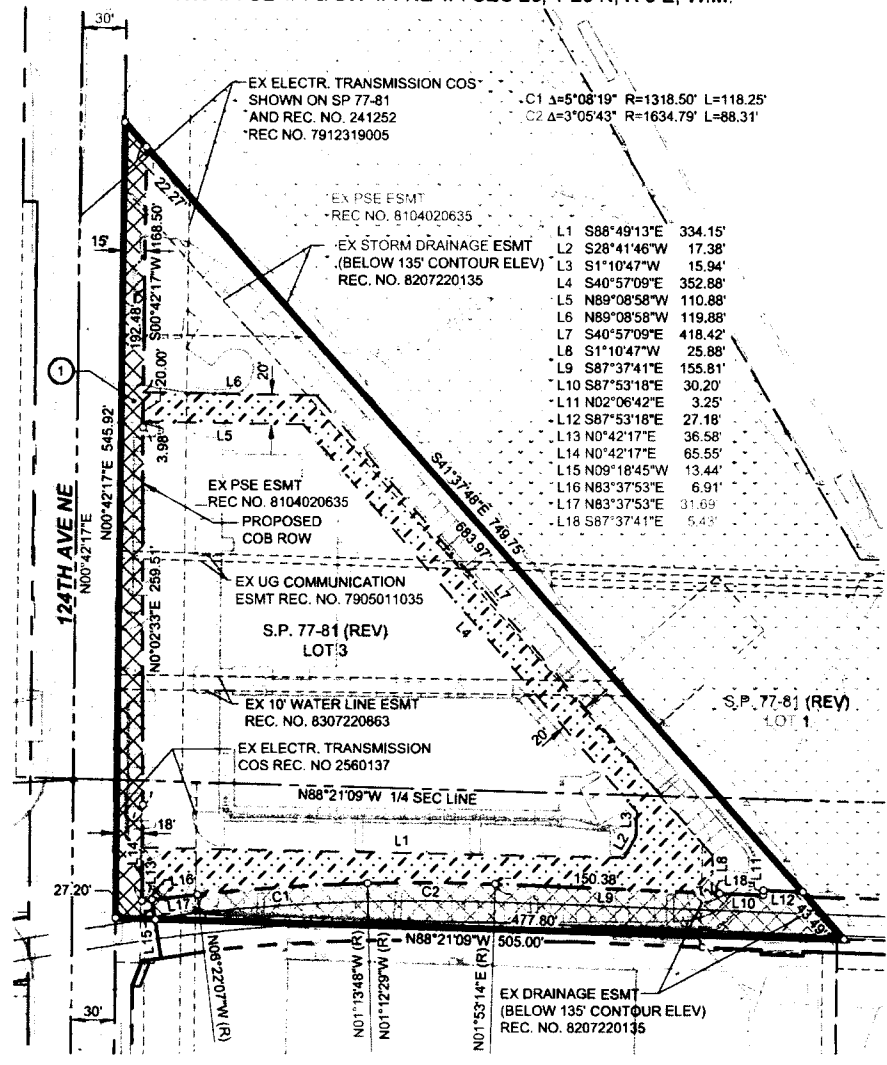 30'
EX ELECTR. TRANSMISSION COS
SHOWN ON SP 77-81
AND REC. NO. 241252
REC NO. 7912319005
C1 Δ=5°08'19" R=1318.50' L=118.25'
C2 Δ=3°05'43" R=1634.79' L=88.31'
22.27'
EX PSE ESMT
REC NO. 8104020635
EX STORM DRAINAGE ESMT
(BELOW 135' CONTOUR ELEV)
REC. NO. 8207220135
L1 S88°49'13"E 334.15'
L2 S28°41'46"W 17.38'
L3 S1°10'47"W 15.94'
L4 S40°57'09"E 352.88'
L5 N89°08'58"W 110.88'
L6 N89°08'58"W 119.88'
L7 S40°57'09"E 418.42'
L8 S1°10'47"W 25.88'
L9 S87°37'41"E 155.81'
L10 S87°53'18"E 30.20'
L11 N02°06'42"E 3.25'
L12 S87°53'18"E 27.18'
L13 N0°42'17"E 36.58'
L14 N0°42'17"E 65.55'
L15 N09°18'45"W 13.44'
L16 N83°37'53"E 6.91'
L17 N83°37'53"E 31.69'
L18 S87°37'41"E 5.43'
15'
192.48'
S00°42'17"W 168.50'
1
20.00'
L6
20'
L5
3.98'
124TH AVE NE
N00°42'17"E
N00°42'17"E 545.92'
S41°37'48"E 749.75'
683.97'
L7
L4
EX PSE ESMT
REC NO. 8104020635
PROPOSED
COB ROW
EX UG COMMUNICATION
ESMT REC. NO. 7905011035
N0°02'33"E 259.51'
S.P. 77-81 (REV)
LOT 3
EX 10' WATER LINE ESMT
REC. NO. 8307220863
S.P. 77-81 (REV)
LOT 1
EX ELECTR. TRANSMISSION
COS REC. NO 2560137
20'
N88°21'09"W 1/4 SEC LINE
18'
L14
L1
L2
L3
L8
L11
27.20'
L16
L17
C1
C2
150.38'
L9
L18
L10
L12
477.80'
N88°21'09"W 505.00'
L15
N06°22'07"W (R)
N01°13'48"W (R)
N01°12'29"W (R)
N01°53'14"E (R)
30'
EX DRAINAGE ESMT
(BELOW 135' CONTOUR ELEV)
REC. NO. 8207220135